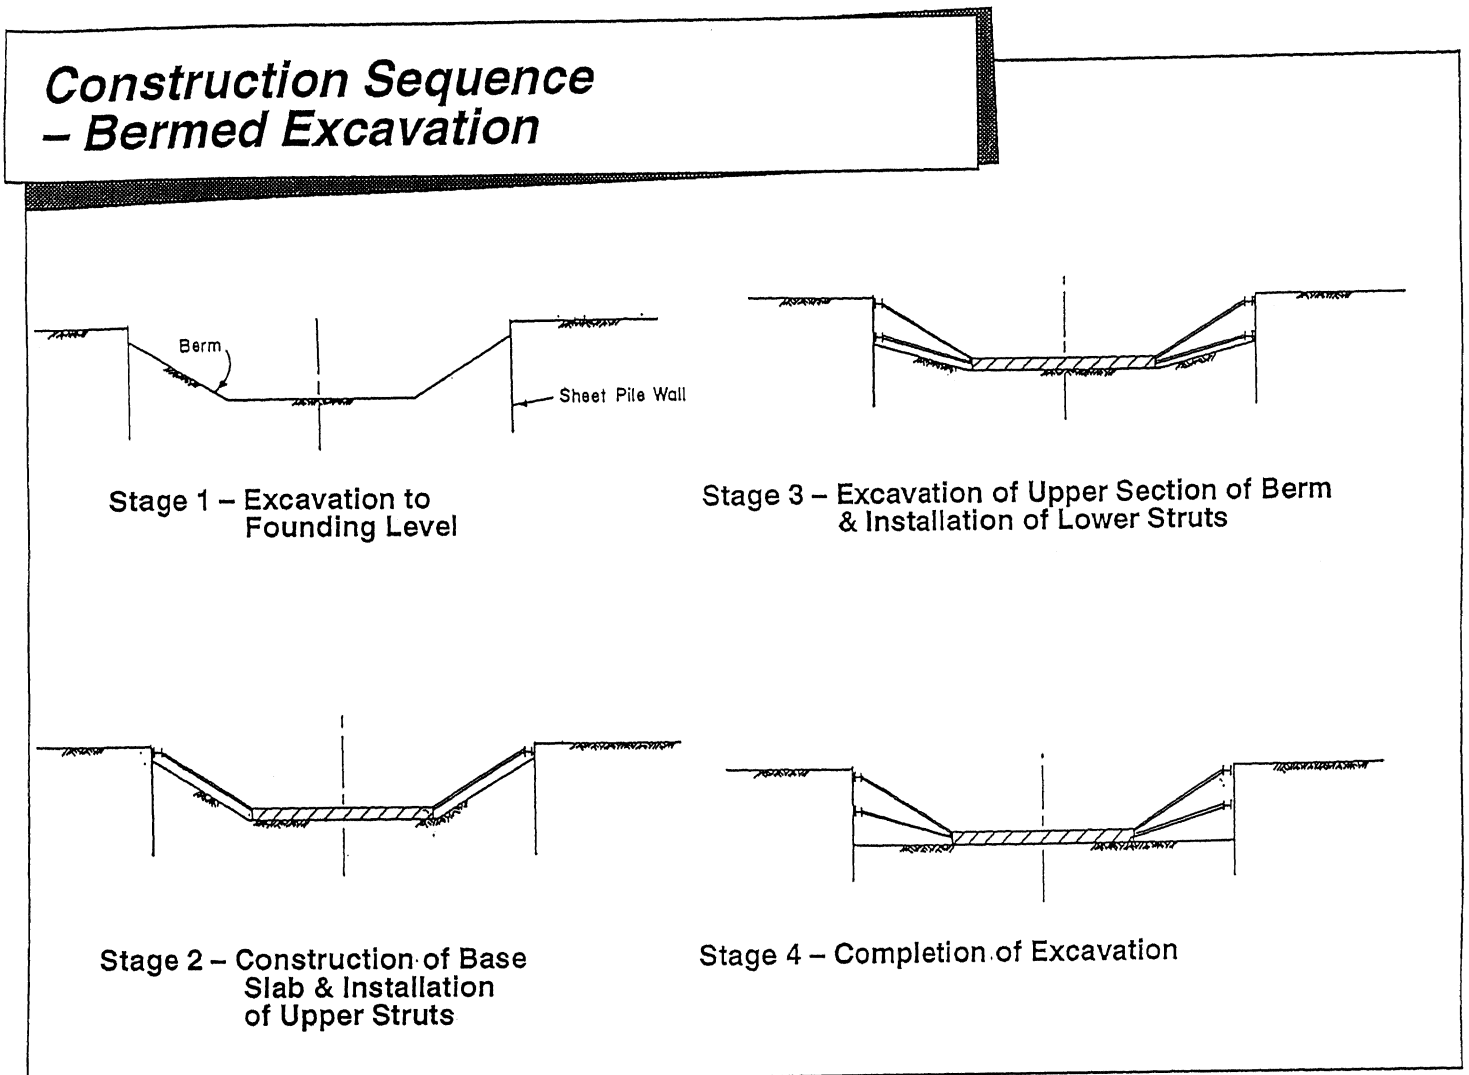 Construction Sequence
– Bermed Excavation
Berm
Sheet Pile Wall
Stage 1 – Excavation to
Founding Level
Stage 2 – Construction of Base
Slab & Installation
of Upper Struts
Stage 3 – Excavation of Upper Section of Berm
& Installation of Lower Struts
Stage 4 – Completion of Excavation